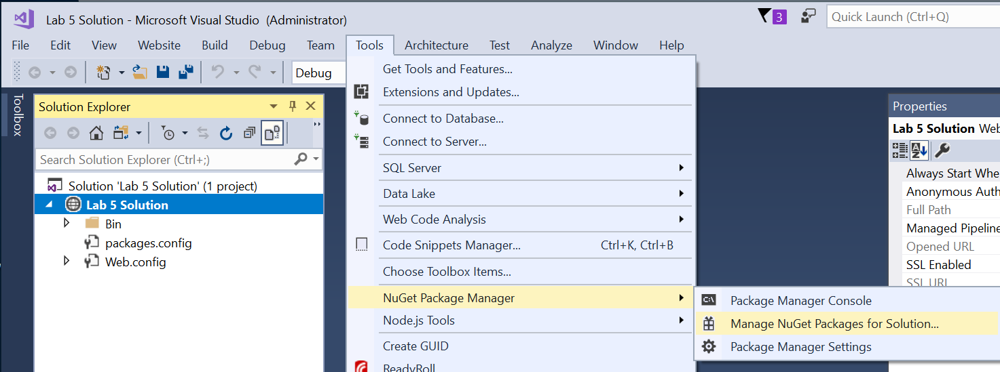 Lab 5 Solution - Microsoft Visual Studio (Administrator)
3
Quick Launch (Ctrl+Q)
File Edit View Website Build Debug Team Tools Architecture Test Analyze Window Help
Debug
Toolbox
Solution Explorer
Search Solution Explorer (Ctrl+;)
Solution 'Lab 5 Solution' (1 project)
Lab 5 Solution
Bin
packages.config
Web.config
Get Tools and Features...
Extensions and Updates...
Connect to Database...
Connect to Server...
SQL Server
Data Lake
Web Code Analysis
Code Snippets Manager... Ctrl+K, Ctrl+B
Choose Toolbox Items...
NuGet Package Manager
Node.js Tools
Create GUID
ReadyRoll
C:\ Package Manager Console
Manage NuGet Packages for Solution...
Package Manager Settings
Properties
Lab 5 Solution Web
A
Z
Always Start Whe
Anonymous Auth
Full Path
Managed Pipeline
Opened URL
SSL Enabled
SSL URL